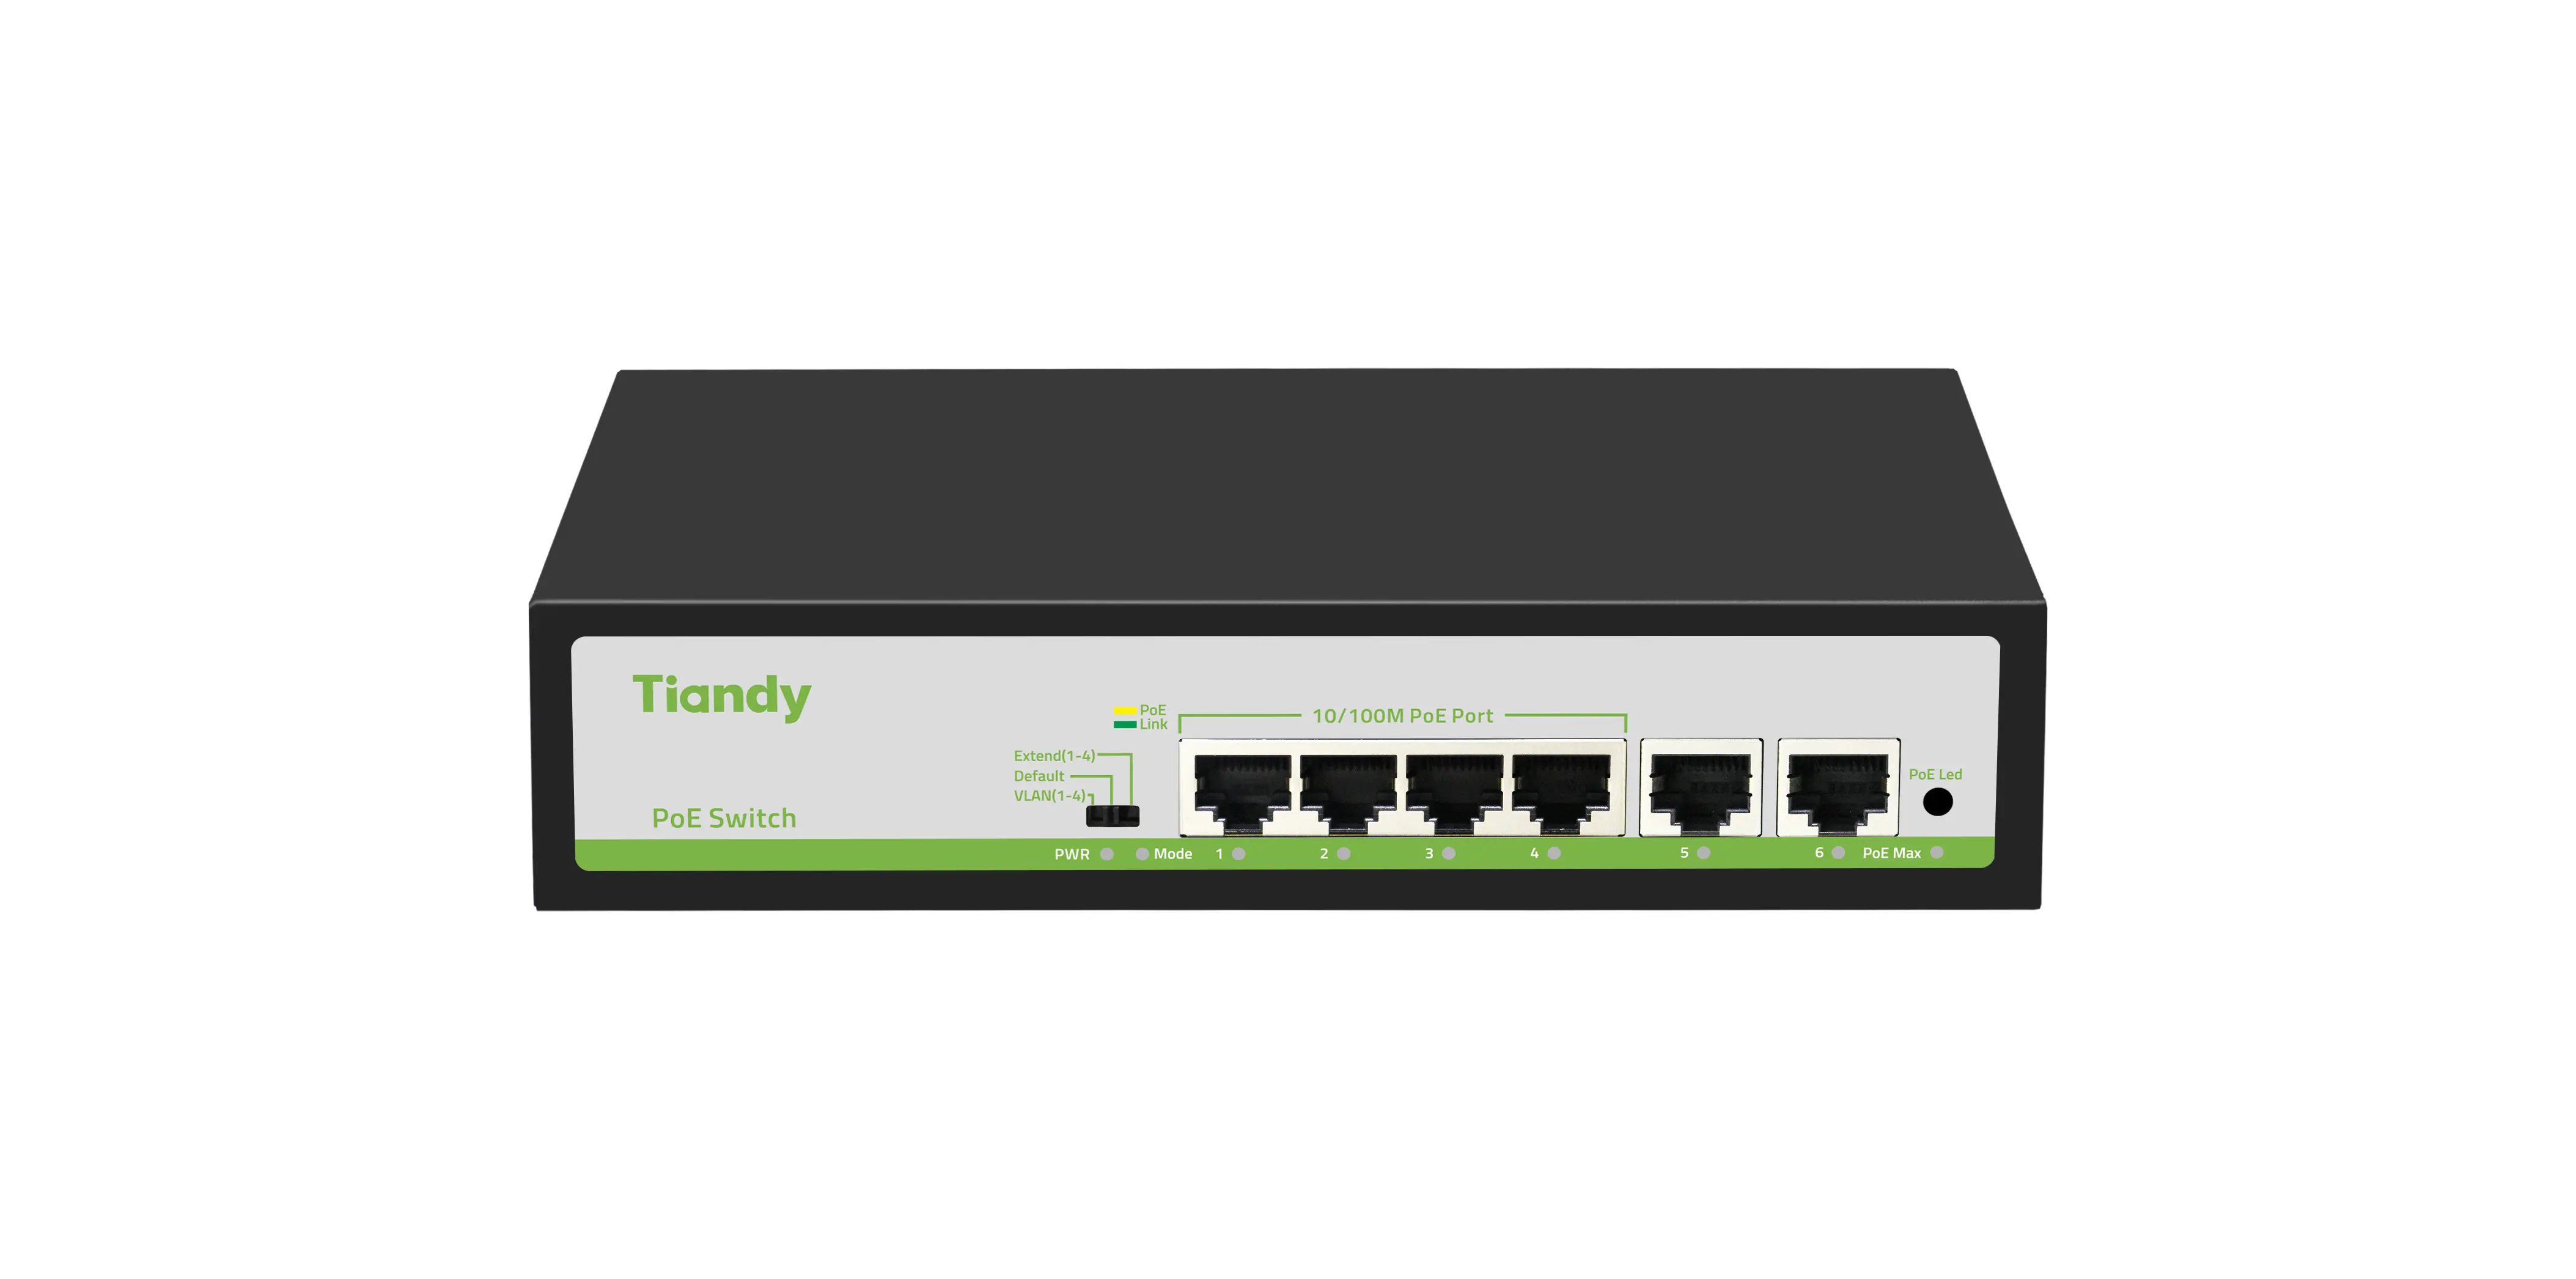 Tiandy
PoE
Link
10/100M PoE Port
Extend(1-4)
Default
VLAN(1-4)
PoE Led
PoE Switch
PWR Mode 1 2 3 4 5 6 PoE Max